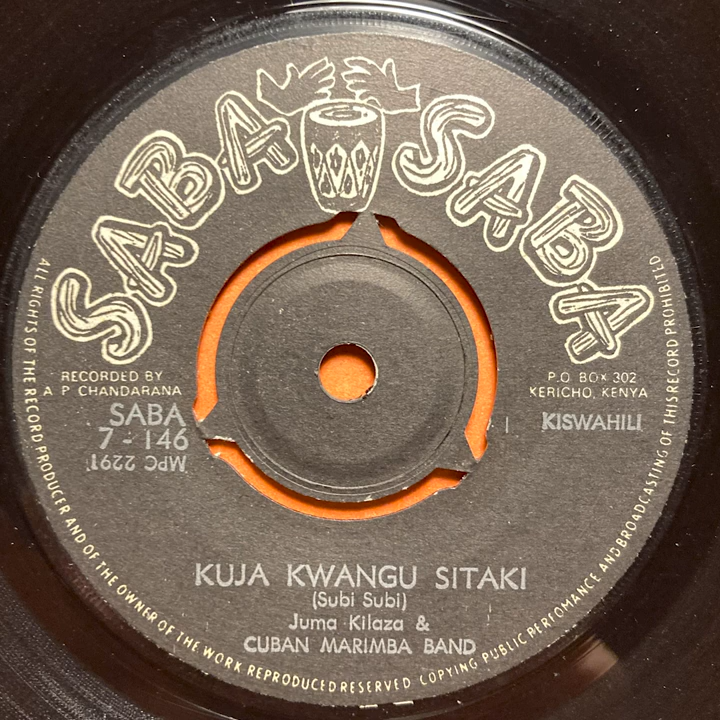 SABA SABA
RECORDED BY
A P CHANDARANA
SABA
7-146
MPC 2291
P.O. BOX 302
KERICHO, KENYA
KISWAHILI
KUJA KWANGU SITAKI
(Subi Subi)
Juma Kilaza &
CUBAN MARIMBA BAND
ALL RIGHTS OF THE RECORD PRODUCER AND OF THE OWNER OF THE WORK REPRODUCED RESERVED COPYING PUBLIC PERFOMANCE AND BROADCASTING OF THIS RECORD PROHIBITED